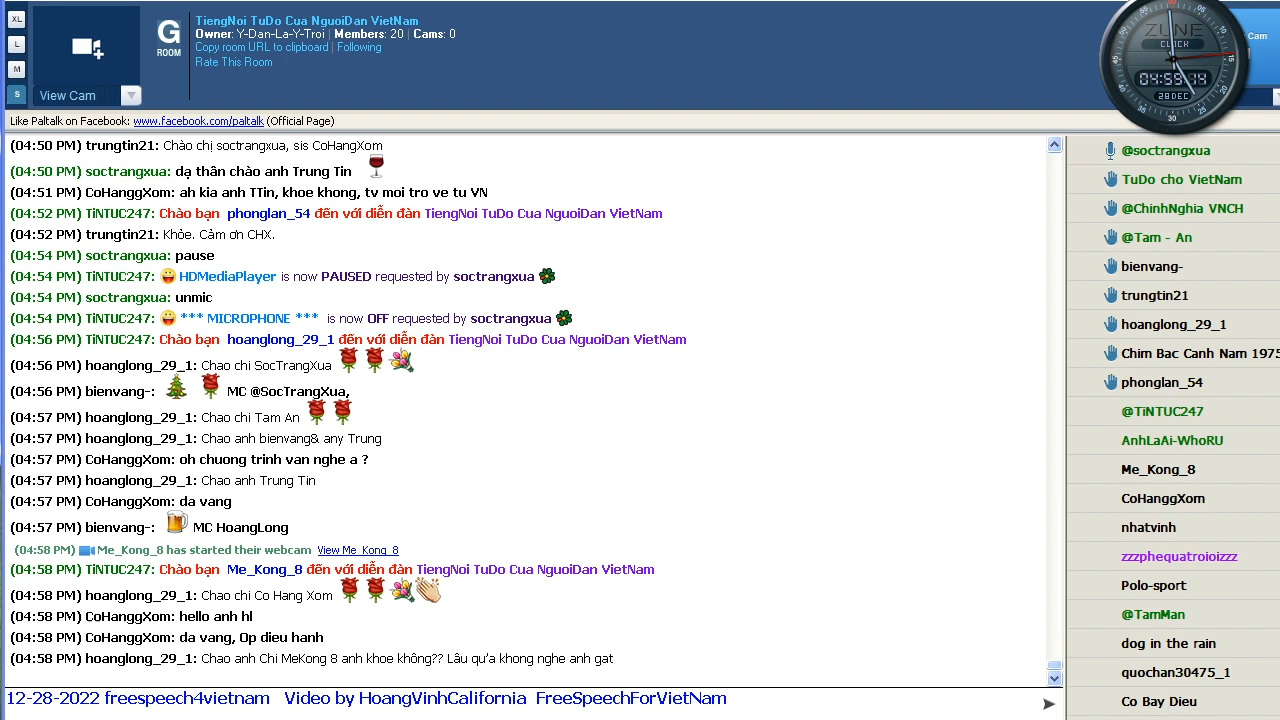 XL
L
M
S
View Cam
G
ROOM
TiengNoi TuDo Cua NguoiDan VietNam
Owner: Y-Dan-La-Y-Troi | Members: 20 | Cams: 0
Copy room URL to clipboard | Following
Rate This Room
ZUNE
CLOCK
04:59:14
28DEC
Cam
Like Paltalk on Facebook: www.facebook.com/paltalk (Official Page)
(04:50 PM) trungtin21: Chào chị soctrangxua, sis CoHangXom
(04:50 PM) soctrangxua: dạ thân chào anh Trung Tin
(04:51 PM) CoHanggXom: ah kia anh TTin, khoe khong, tv moi tro ve tu VN
(04:52 PM) TiNTUC247: Chào bạn phonglan_54 đến với diễn đàn TiengNoi TuDo Cua NguoiDan VietNam
(04:52 PM) trungtin21: Khỏe. Cảm ơn CHX.
(04:54 PM) soctrangxua: pause
(04:54 PM) TiNTUC247: HDMediaPlayer is now PAUSED requested by soctrangxua
(04:54 PM) soctrangxua: unmic
(04:54 PM) TiNTUC247: *** MICROPHONE *** is now OFF requested by soctrangxua
(04:56 PM) TiNTUC247: Chào bạn hoanglong_29_1 đến với diễn đàn TiengNoi TuDo Cua NguoiDan VietNam
(04:56 PM) hoanglong_29_1: Chao chi SocTrangXua
(04:56 PM) bienvang-: MC @SocTrangXua,
(04:56 PM) hoanglong_29_1: Chao chi Tam An
(04:57 PM) hoanglong_29_1: Chao anh bienvang& any Trung
(04:57 PM) CoHanggXom: oh chuong trinh van nghe a ?
(04:57 PM) hoanglong_29_1: Chao anh Trung Tin
(04:57 PM) CoHanggXom: da vang
(04:57 PM) bienvang-: MC HoangLong
(04:58 PM) Me_Kong_8 has started their webcam View Me_Kong_8
(04:58 PM) TiNTUC247: Chào bạn Me_Kong_8 đến với diễn đàn TiengNoi TuDo Cua NguoiDan VietNam
(04:58 PM) hoanglong_29_1: Chao chi Co Hang Xom
(04:58 PM) CoHanggXom: hello anh hl
(04:58 PM) CoHanggXom: da vang, Op dieu hanh
(04:58 PM) hoanglong_29_1: Chao anh Chi MeKong 8 anh khoe không?? Lâu qu'a khong nghe anh gat
12-28-2022 freespeech4vietnam Video by HoangVinhCalifornia FreeSpeechForVietNam
@soctrangxua
TuDo cho VietNam
@ChinhNghia VNCH
@Tam - An
bienvang-
trungtin21
hoanglong_29_1
Chim Bac Canh Nam 1975
phonglan_54
@TiNTUC247
AnhLaAi-WhoRU
Me_Kong_8
CoHanggXom
nhatvinh
zzzphequatroioizzz
Polo-sport
@TamMan
dog in the rain
quochan30475_1
Co Bay Dieu